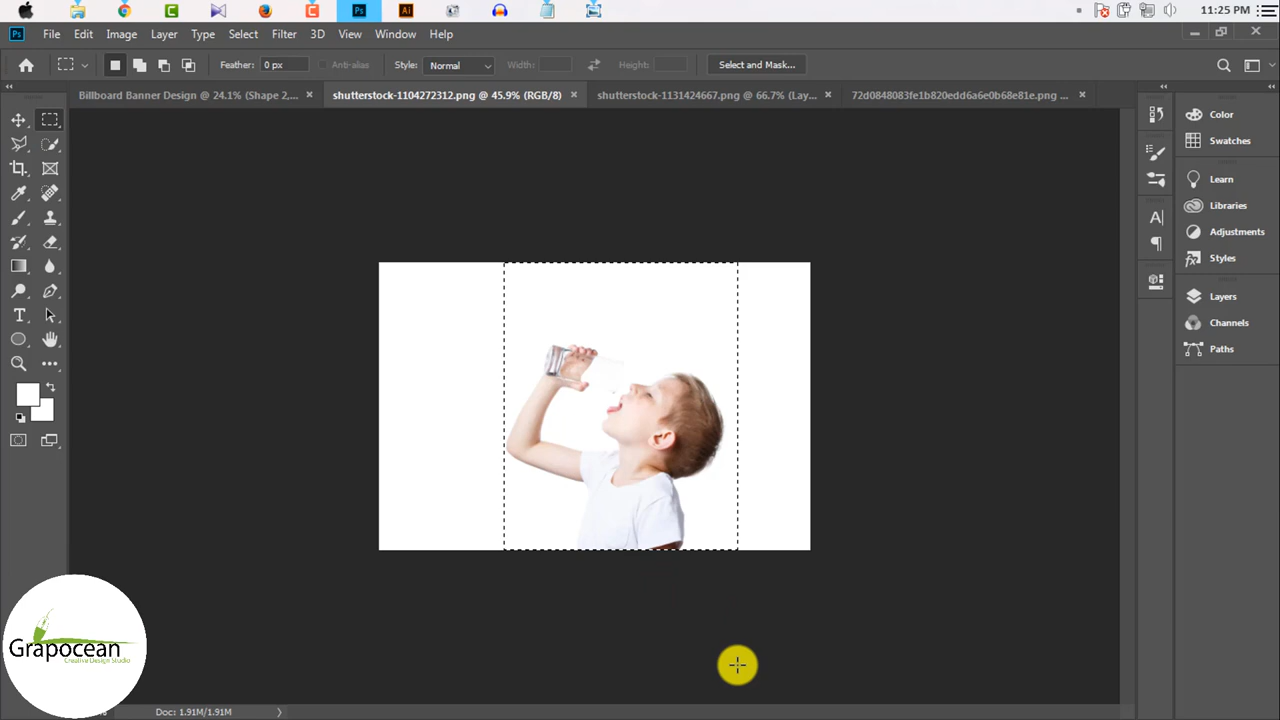 11:25 PM
Ps File Edit Image Layer Type Select Filter 3D View Window Help
Feather: 0 px Anti-alias Style: Normal Width: Height: Select and Mask...
Billboard Banner Design @ 24.1% (Shape 2,... shutterstock-1104272312.png @ 45.9% (RGB/8) shutterstock-1131424667.png @ 66.7% (Lay... 72d0848083fe1b820edd6a6e0b68e81e.png ...
Color
Swatches
Learn
Libraries
Adjustments
Styles
Layers
Channels
Paths
Grapocean
Creative Design Studio
Doc: 1.91M/1.91M